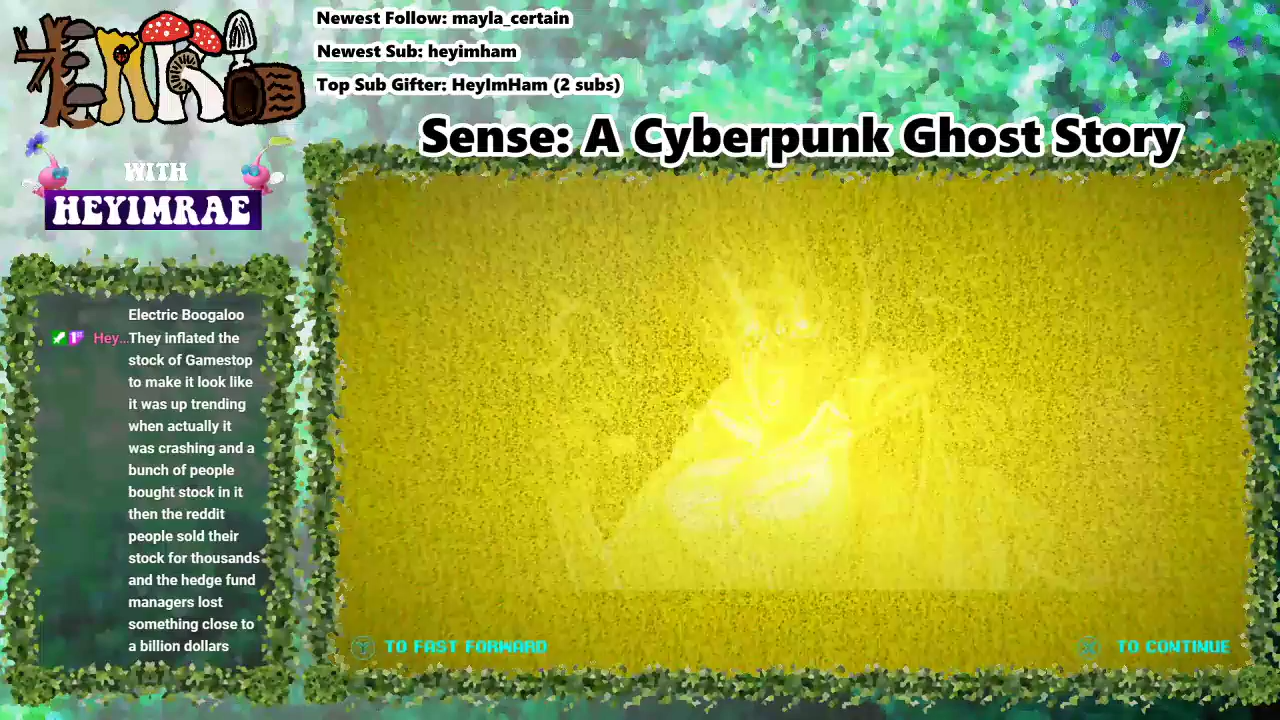 Newest Follow: mayla_certain
Newest Sub: heyimham
Top Sub Gifter: HeyImHam (2 subs)
Sense: A Cyberpunk Ghost Story
WITH
HEYIMRAE
Electric Boogaloo
Hey...They inflated the
stock of Gamestop
to make it look like
it was up trending
when actually it
was crashing and a
bunch of people
bought stock in it
then the reddit
people sold their
stock for thousands
and the hedge fund
managers lost
something close to
a billion dollars
TO FAST FORWARD
TO CONTINUE